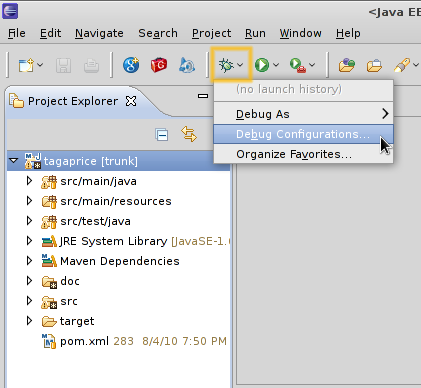 <Java EE
File Edit Navigate Search Project Run Window Help
(no launch history)
Debug As
Debug Configurations...
Organize Favorites...
Project Explorer
tagaprice [trunk]
src/main/java
src/main/resources
src/test/java
JRE System Library [JavaSE-1.
Maven Dependencies
doc
src
target
pom.xml 283 8/4/10 7:50 PM